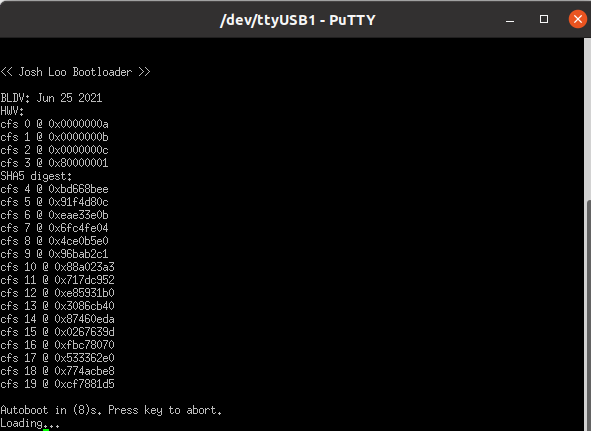 /dev/ttyUSB1 - PuTTY
<< Josh Loo Bootloader >>
BLDV: Jun 25 2021
HWV:
cfs 0 @ 0x0000000a
cfs 1 @ 0x0000000b
cfs 2 @ 0x0000000c
cfs 3 @ 0x80000001
SHA5 digest:
cfs 4 @ 0xbd668bee
cfs 5 @ 0x91f4d80c
cfs 6 @ 0xeae33e0b
cfs 7 @ 0x6fc4fe04
cfs 8 @ 0x4ce0b5e0
cfs 9 @ 0x96bab2c1
cfs 10 @ 0x88a023a3
cfs 11 @ 0x717dc952
cfs 12 @ 0xe85931b0
cfs 13 @ 0x3086cb40
cfs 14 @ 0x87460eda
cfs 15 @ 0x0267639d
cfs 16 @ 0xfbc78070
cfs 17 @ 0x533362e0
cfs 18 @ 0x774acbe8
cfs 19 @ 0xcf7881d5
Autoboot in (8)s. Press key to abort.
Loading...